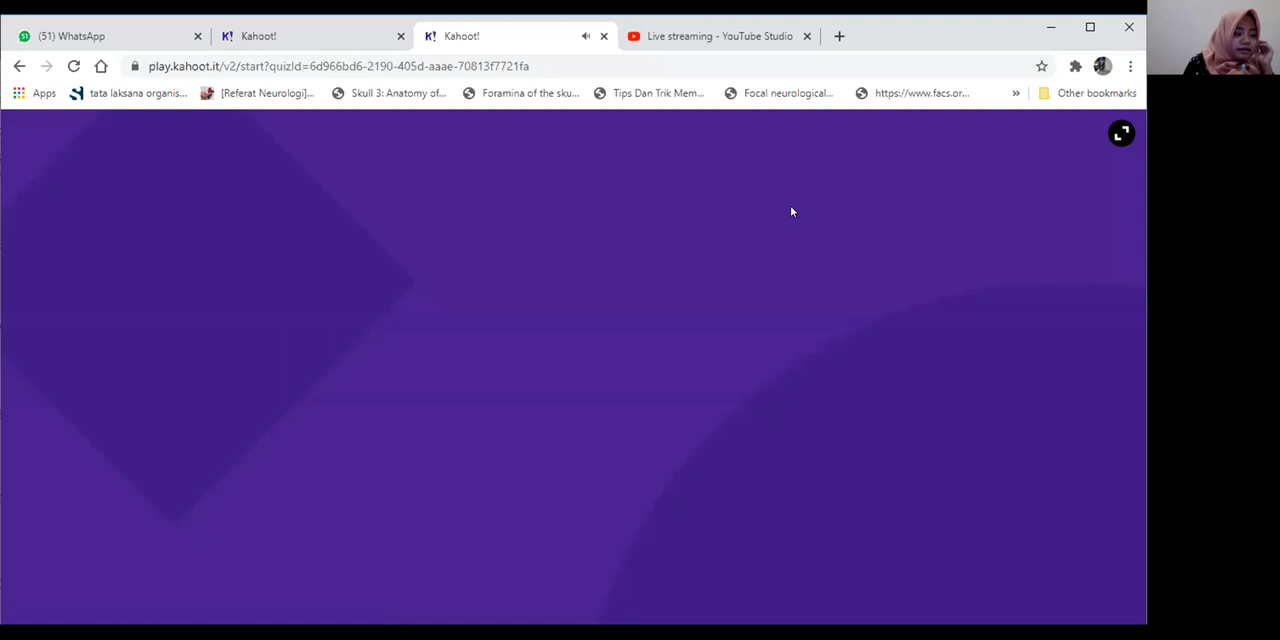 51 (51) WhatsApp
K! Kahoot!
K! Kahoot!
Live streaming - YouTube Studio
play.kahoot.it/v2/start?quizId=6d966bd6-2190-405d-aaae-70813f7721fa
Apps
tata laksana organis...
[Referat Neurologi]...
Skull 3: Anatomy of...
Foramina of the sku...
Tips Dan Trik Mem...
Focal neurological...
https://www.facs.or...
»
Other bookmarks